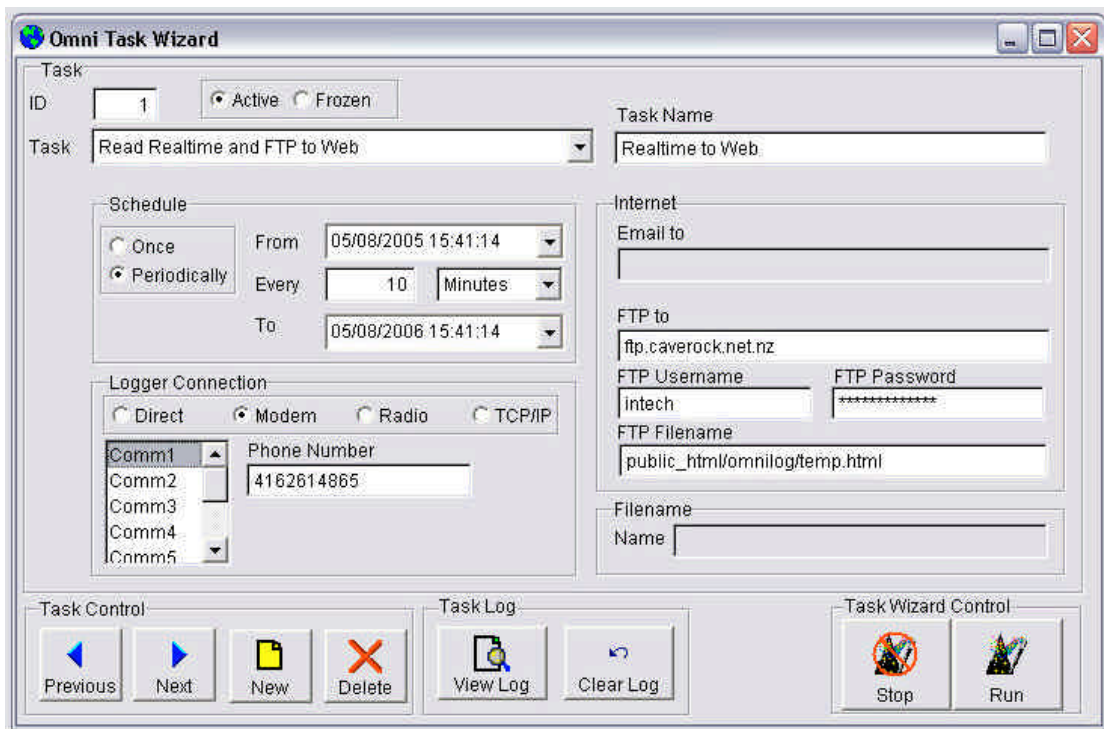 Omni Task Wizard
Task
ID 1 Active Frozen
Task Name
Task Read Realtime and FTP to Web
Realtime to Web
Schedule
Once
Periodically
From 05/08/2005 15:41:14
Every 10 Minutes
To 05/08/2006 15:41:14
Internet
Email to
FTP to
ftp.caverock.net.nz
FTP Username FTP Password
intech *************
FTP Filename
public_html/omnilog/temp.html
Logger Connection
Direct Modem Radio TCP/IP
Comm1
Comm2
Comm3
Comm4
Comm5
Phone Number
4162614865
Filename
Name
Task Control
Previous Next New Delete
Task Log
View Log Clear Log
Task Wizard Control
Stop Run